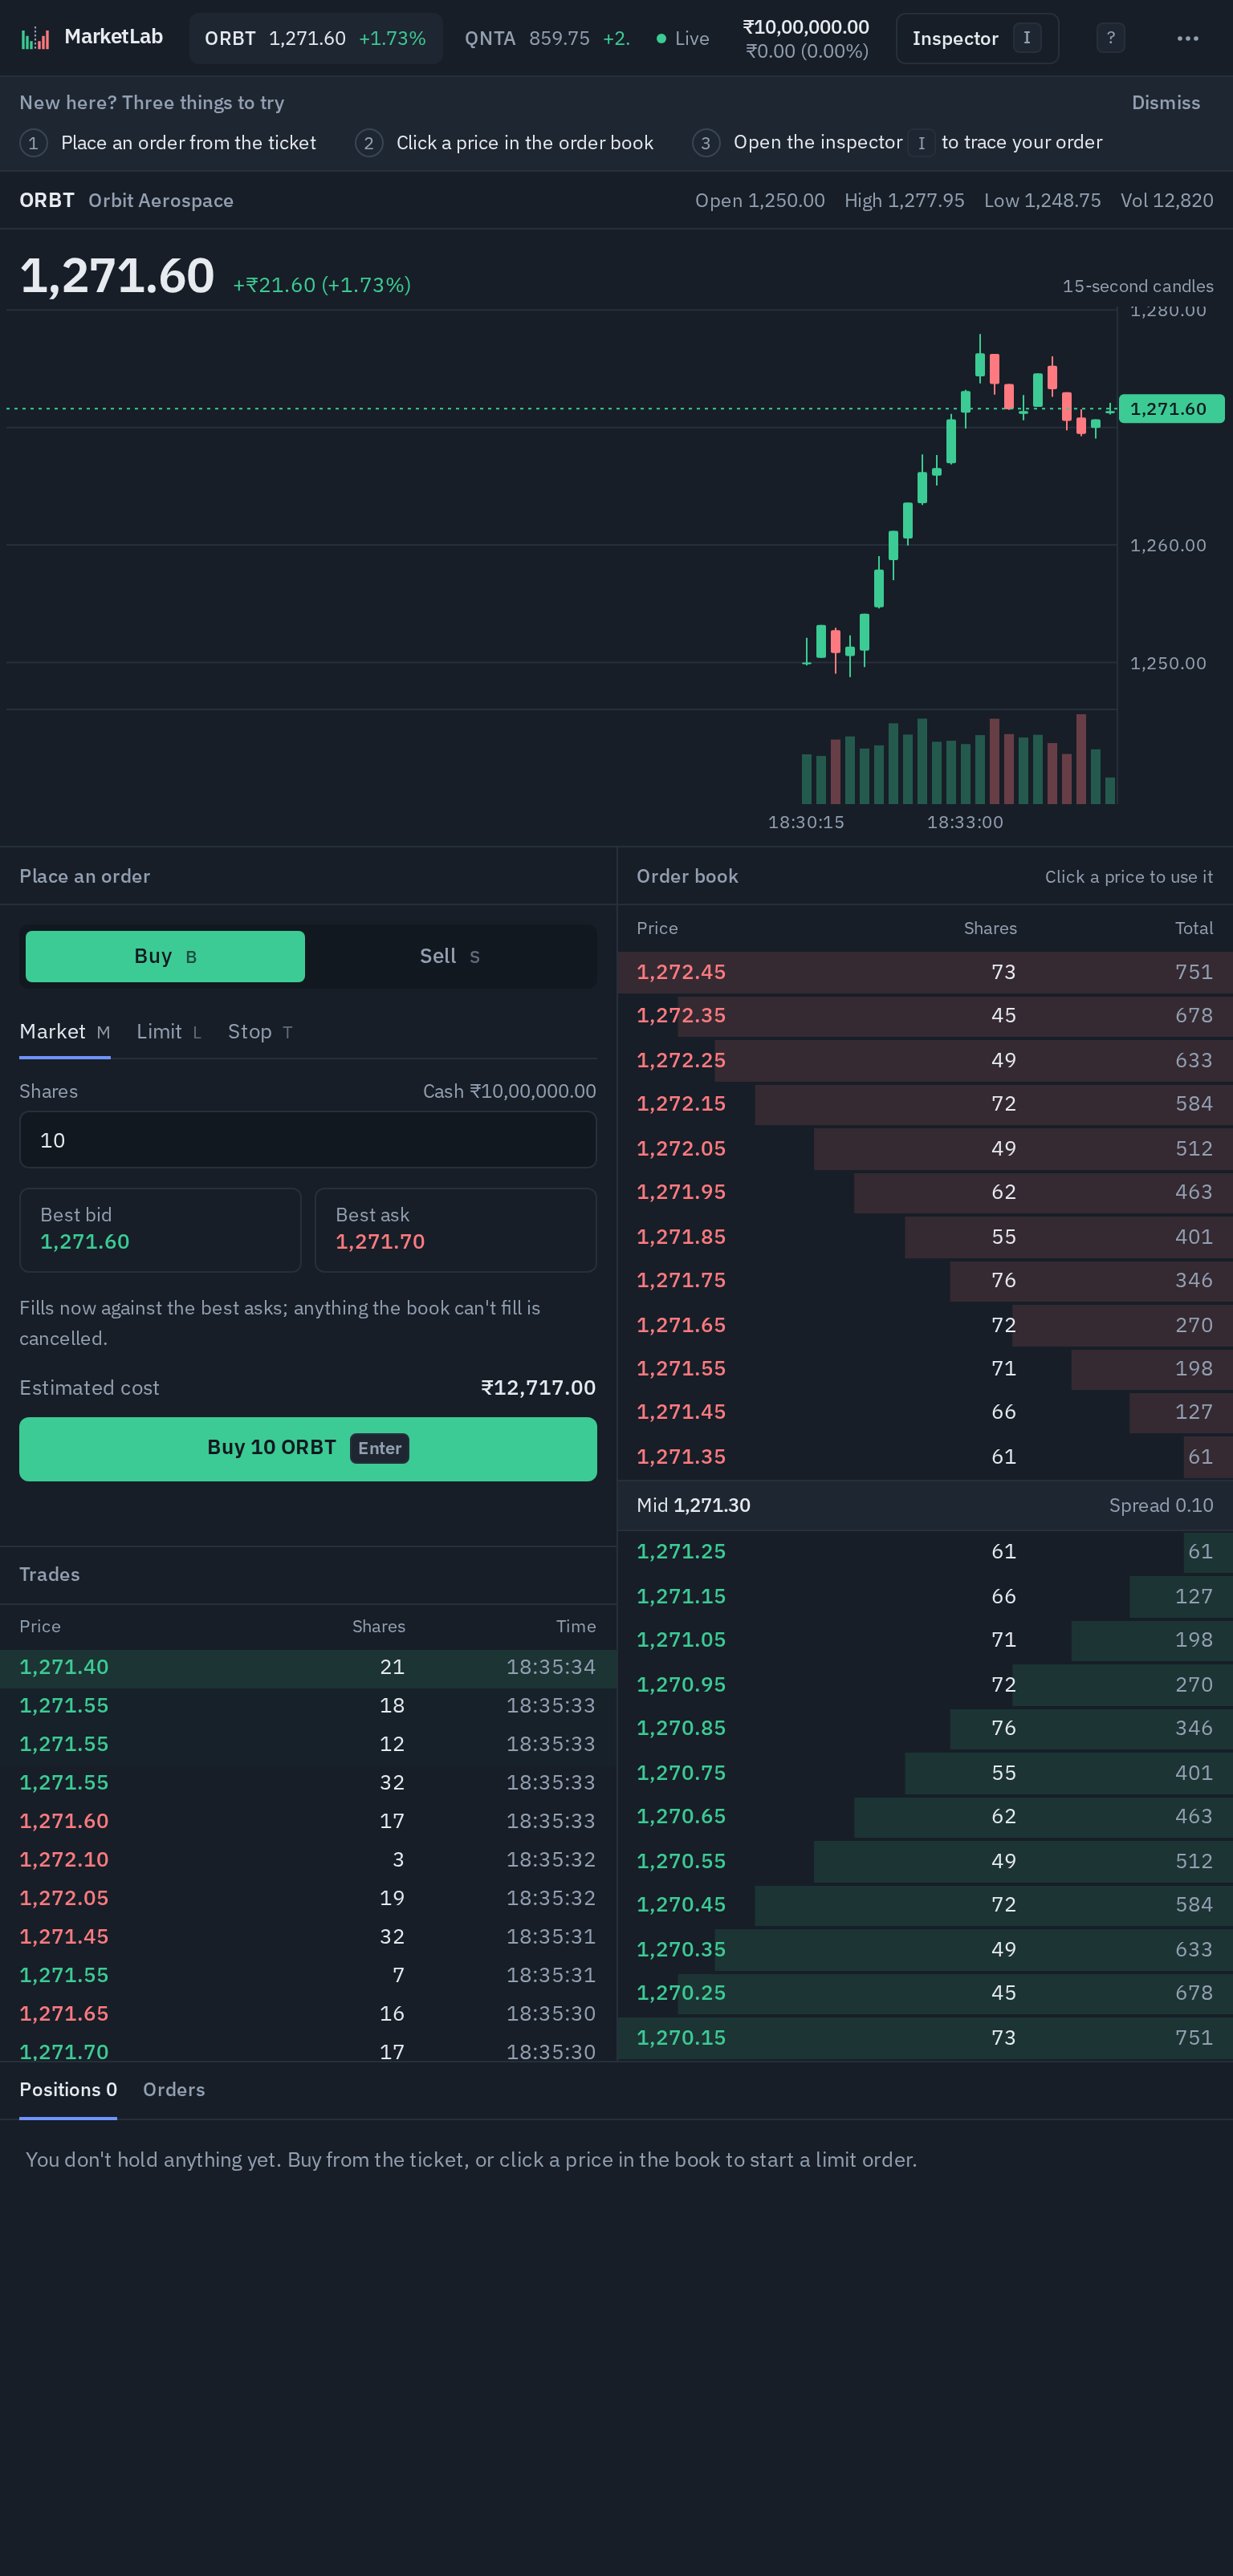 MarketLab ORBT 1,271.60 +1.73% QNTA 859.75 +2. Live ₹10,00,000.00 ₹0.00 (0.00%) Inspector I ? •••
New here? Three things to try Dismiss
1 Place an order from the ticket 2 Click a price in the order book 3 Open the inspector I to trace your order
ORBT Orbit Aerospace Open 1,250.00 High 1,277.95 Low 1,248.75 Vol 12,820
1,271.60 +₹21.60 (+1.73%) 15-second candles
1,280.00
1,271.60
1,260.00
1,250.00
18:30:15 18:33:00
Place an order
Buy B Sell S
Market M Limit L Stop T
Shares Cash ₹10,00,000.00
10
Best bid Best ask
1,271.60 1,271.70
Fills now against the best asks; anything the book can't fill is
cancelled.
Estimated cost ₹12,717.00
Buy 10 ORBT Enter
Trades
Price Shares Time
1,271.40 21 18:35:34
1,271.55 18 18:35:33
1,271.55 12 18:35:33
1,271.55 32 18:35:33
1,271.60 17 18:35:33
1,272.10 3 18:35:32
1,272.05 19 18:35:32
1,271.45 32 18:35:31
1,271.55 7 18:35:31
1,271.65 16 18:35:30
1,271.70 17 18:35:30
Order book Click a price to use it
Price Shares Total
1,272.45 73 751
1,272.35 45 678
1,272.25 49 633
1,272.15 72 584
1,272.05 49 512
1,271.95 62 463
1,271.85 55 401
1,271.75 76 346
1,271.65 72 270
1,271.55 71 198
1,271.45 66 127
1,271.35 61 61
Mid 1,271.30 Spread 0.10
1,271.25 61 61
1,271.15 66 127
1,271.05 71 198
1,270.95 72 270
1,270.85 76 346
1,270.75 55 401
1,270.65 62 463
1,270.55 49 512
1,270.45 72 584
1,270.35 49 633
1,270.25 45 678
1,270.15 73 751
Positions 0 Orders
You don't hold anything yet. Buy from the ticket, or click a price in the book to start a limit order.